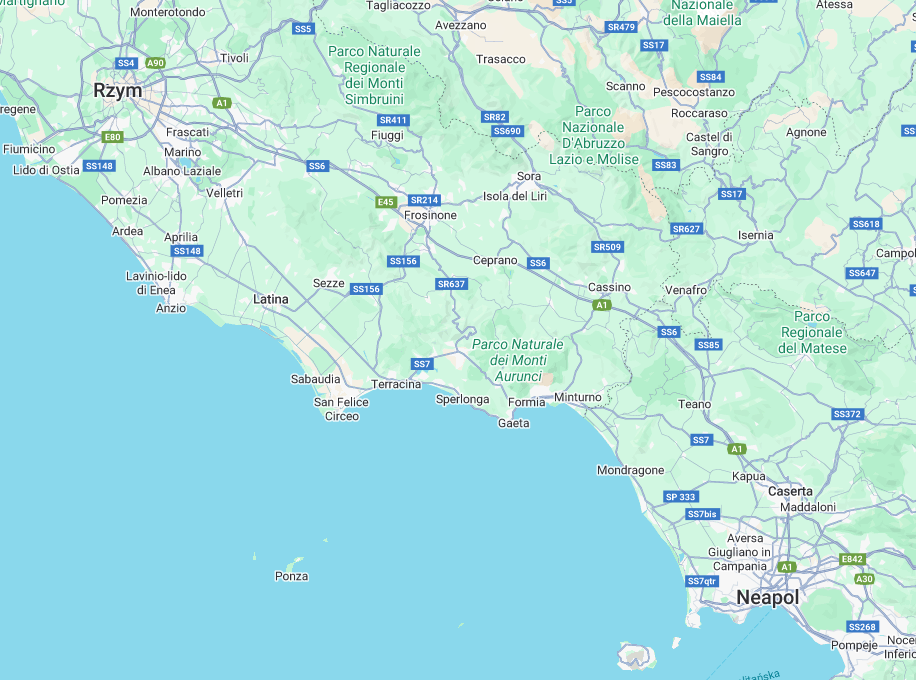 Martignano
Monterotondo
Tagliacozzo
SS5
Avezzano
SS5
SR479
Nazionale
della Maiella
Atessa
SS17
Tivoli
SS4
A90
Rzym
A1
Parco Naturale
Regionale
dei Monti
Simbruini
Trasacco
Scanno
SS84
Pescocostanzo
Roccaraso
regene
E80
Frascati
SR411
Fiuggi
SR82
SS690
Parco
Nazionale
D'Abruzzo
Lazio e Molise
Castel di
Sangro
Agnone
Fiumicino
Lido di Ostia
SS148
Marino
Albano Laziale
SS6
Velletri
Sora
SS83
SS17
Pomezia
E45
SR214
Frosinone
Isola del Liri
Ardea
Aprilia
SS148
SR627
Isernia
SS618
SR509
SS156
Ceprano
SS6
Campol
SS647
Lavinio-lido
di Enea
Anzio
Latina
Sezze
SS156
SR637
Cassino
A1
Venafro
Parco
Regionale
del Matese
SS6
SS85
Parco Naturale
dei Monti
Aurunci
SS7
Sabaudia
Terracina
San Felice
Circeo
Sperlonga
Formia
Minturno
Gaeta
Teano
SS372
SS7
A1
Mondragone
Kapua
Caserta
Maddaloni
SP 333
SS7bis
Aversa
Giugliano in
Campania
A1
E842
A30
Ponza
SS7qtr
Neapol
SS268
Pompeje
Noce
Inferio
litańska